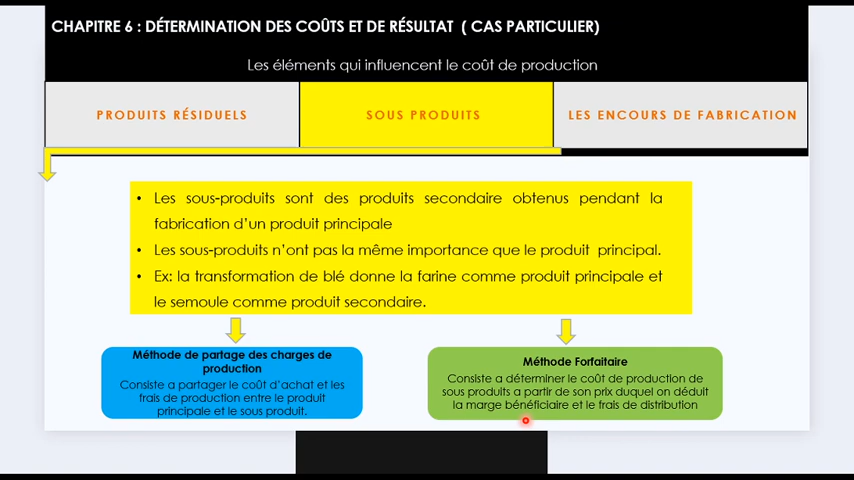 CHAPITRE 6 : DÉTERMINATION DES COÛTS ET DE RÉSULTAT  ( CAS PARTICULIER)
Les éléments qui influencent le coût de production
PRODUITS RÉSIDUELS
SOUS PRODUITS
LES ENCOURS DE FABRICATION
• Les sous-produits sont des produits secondaire obtenus pendant la
fabrication d’un produit principale
• Les sous-produits n’ont pas la même importance que le produit  principal.
• Ex: la transformation de blé donne la farine comme produit principale et
le semoule comme produit secondaire.
Méthode de partage des charges de
production
Consiste a partager le coût d’achat et les
frais de production entre le produit
principale et le sous produit.
Méthode Forfaitaire
Consiste a déterminer le coût de production de
sous produits a partir de son prix duquel on déduit
la marge bénéficiaire et le frais de distribution